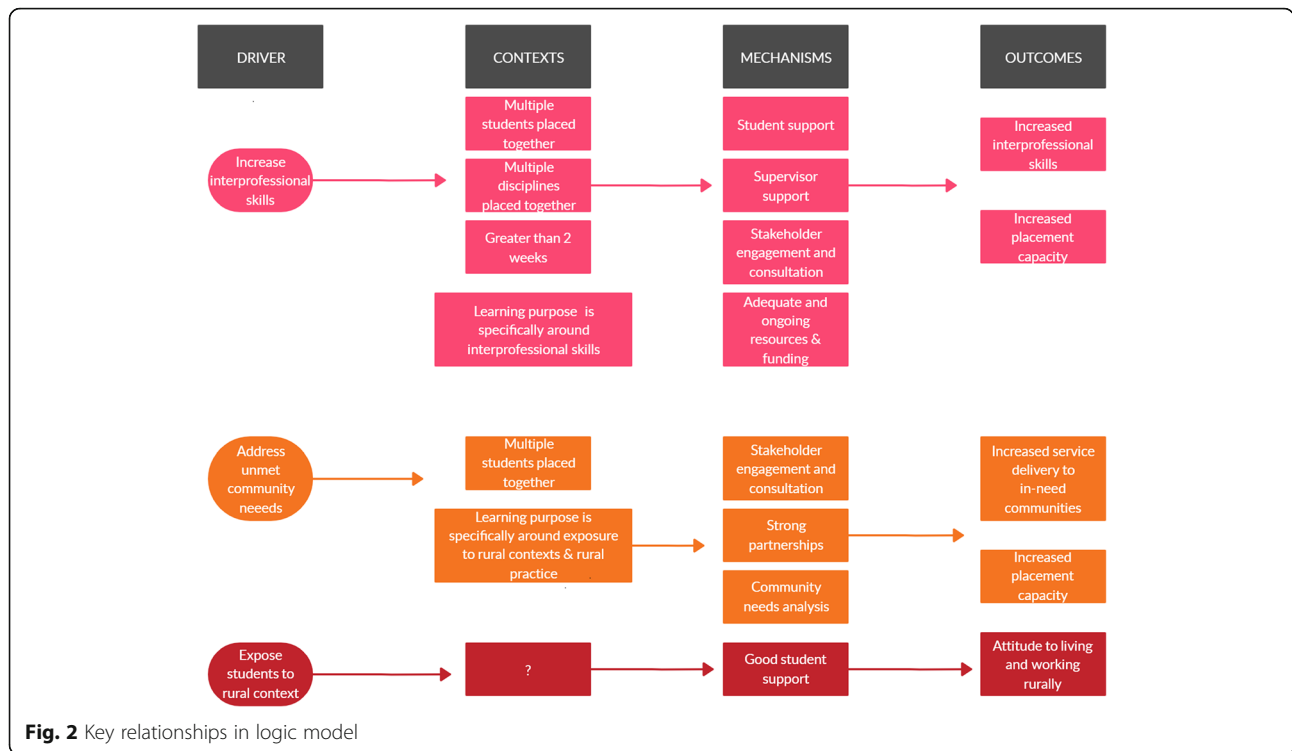 DRIVER
CONTEXTS
MECHANISMS
OUTCOMES
Increase
interprofessional
skills
Multiple
students placed
together
Multiple
disciplines
placed together
Greater than 2
weeks
Learning purpose is
specifically around
interprofessional skills
Student support
Supervisor
support
Stakeholder
engagement and
consultation
Adequate and
ongoing
resources &
funding
Increased
interprofessional
skills
Increased
placement
capacity
Address
unmet
community
neeeds
Multiple
students placed
together
Learning purpose is
specifically around exposure
to rural contexts & rural
practice
Stakeholder
engagement and
consultation
Strong
partnerships
Community
needs analysis
Increased service
delivery to
in-need
communities
Increased
placement
capacity
Expose
students to
rural context
?
Good student
support
Attitude to living
and working
rurally
Fig. 2 Key relationships in logic model